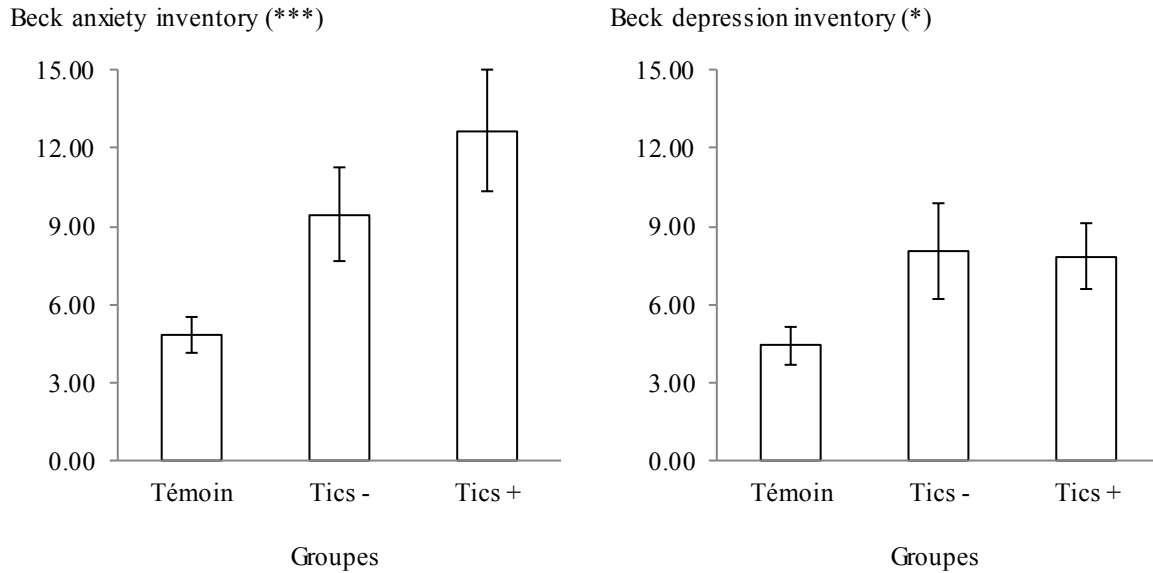 Beck anxiety inventory (***)
15.00
12.00
9.00
6.00
3.00
0.00
Témoin Tics - Tics +
Groupes
Beck depression inventory (*)
15.00
12.00
9.00
6.00
3.00
0.00
Témoin Tics - Tics +
Groupes